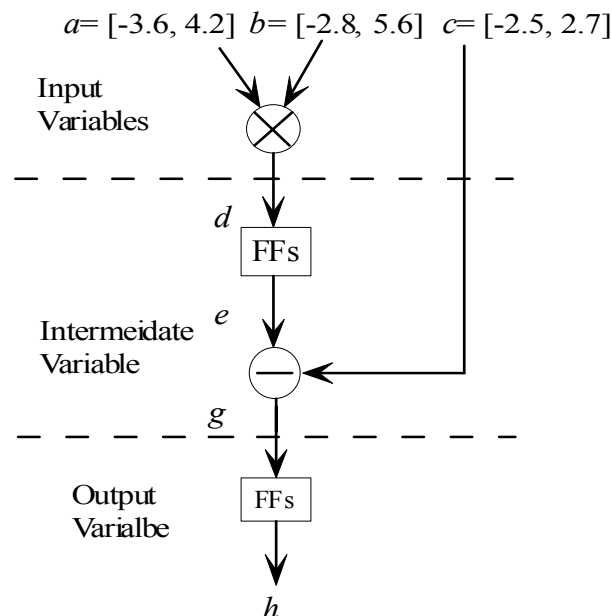 a= [-3.6, 4.2] b= [-2.8, 5.6] c= [-2.5, 2.7]
Input
Variables
d
FFs
e
Intermeidate
Variable
g
Output
Varialbe
FFs
h